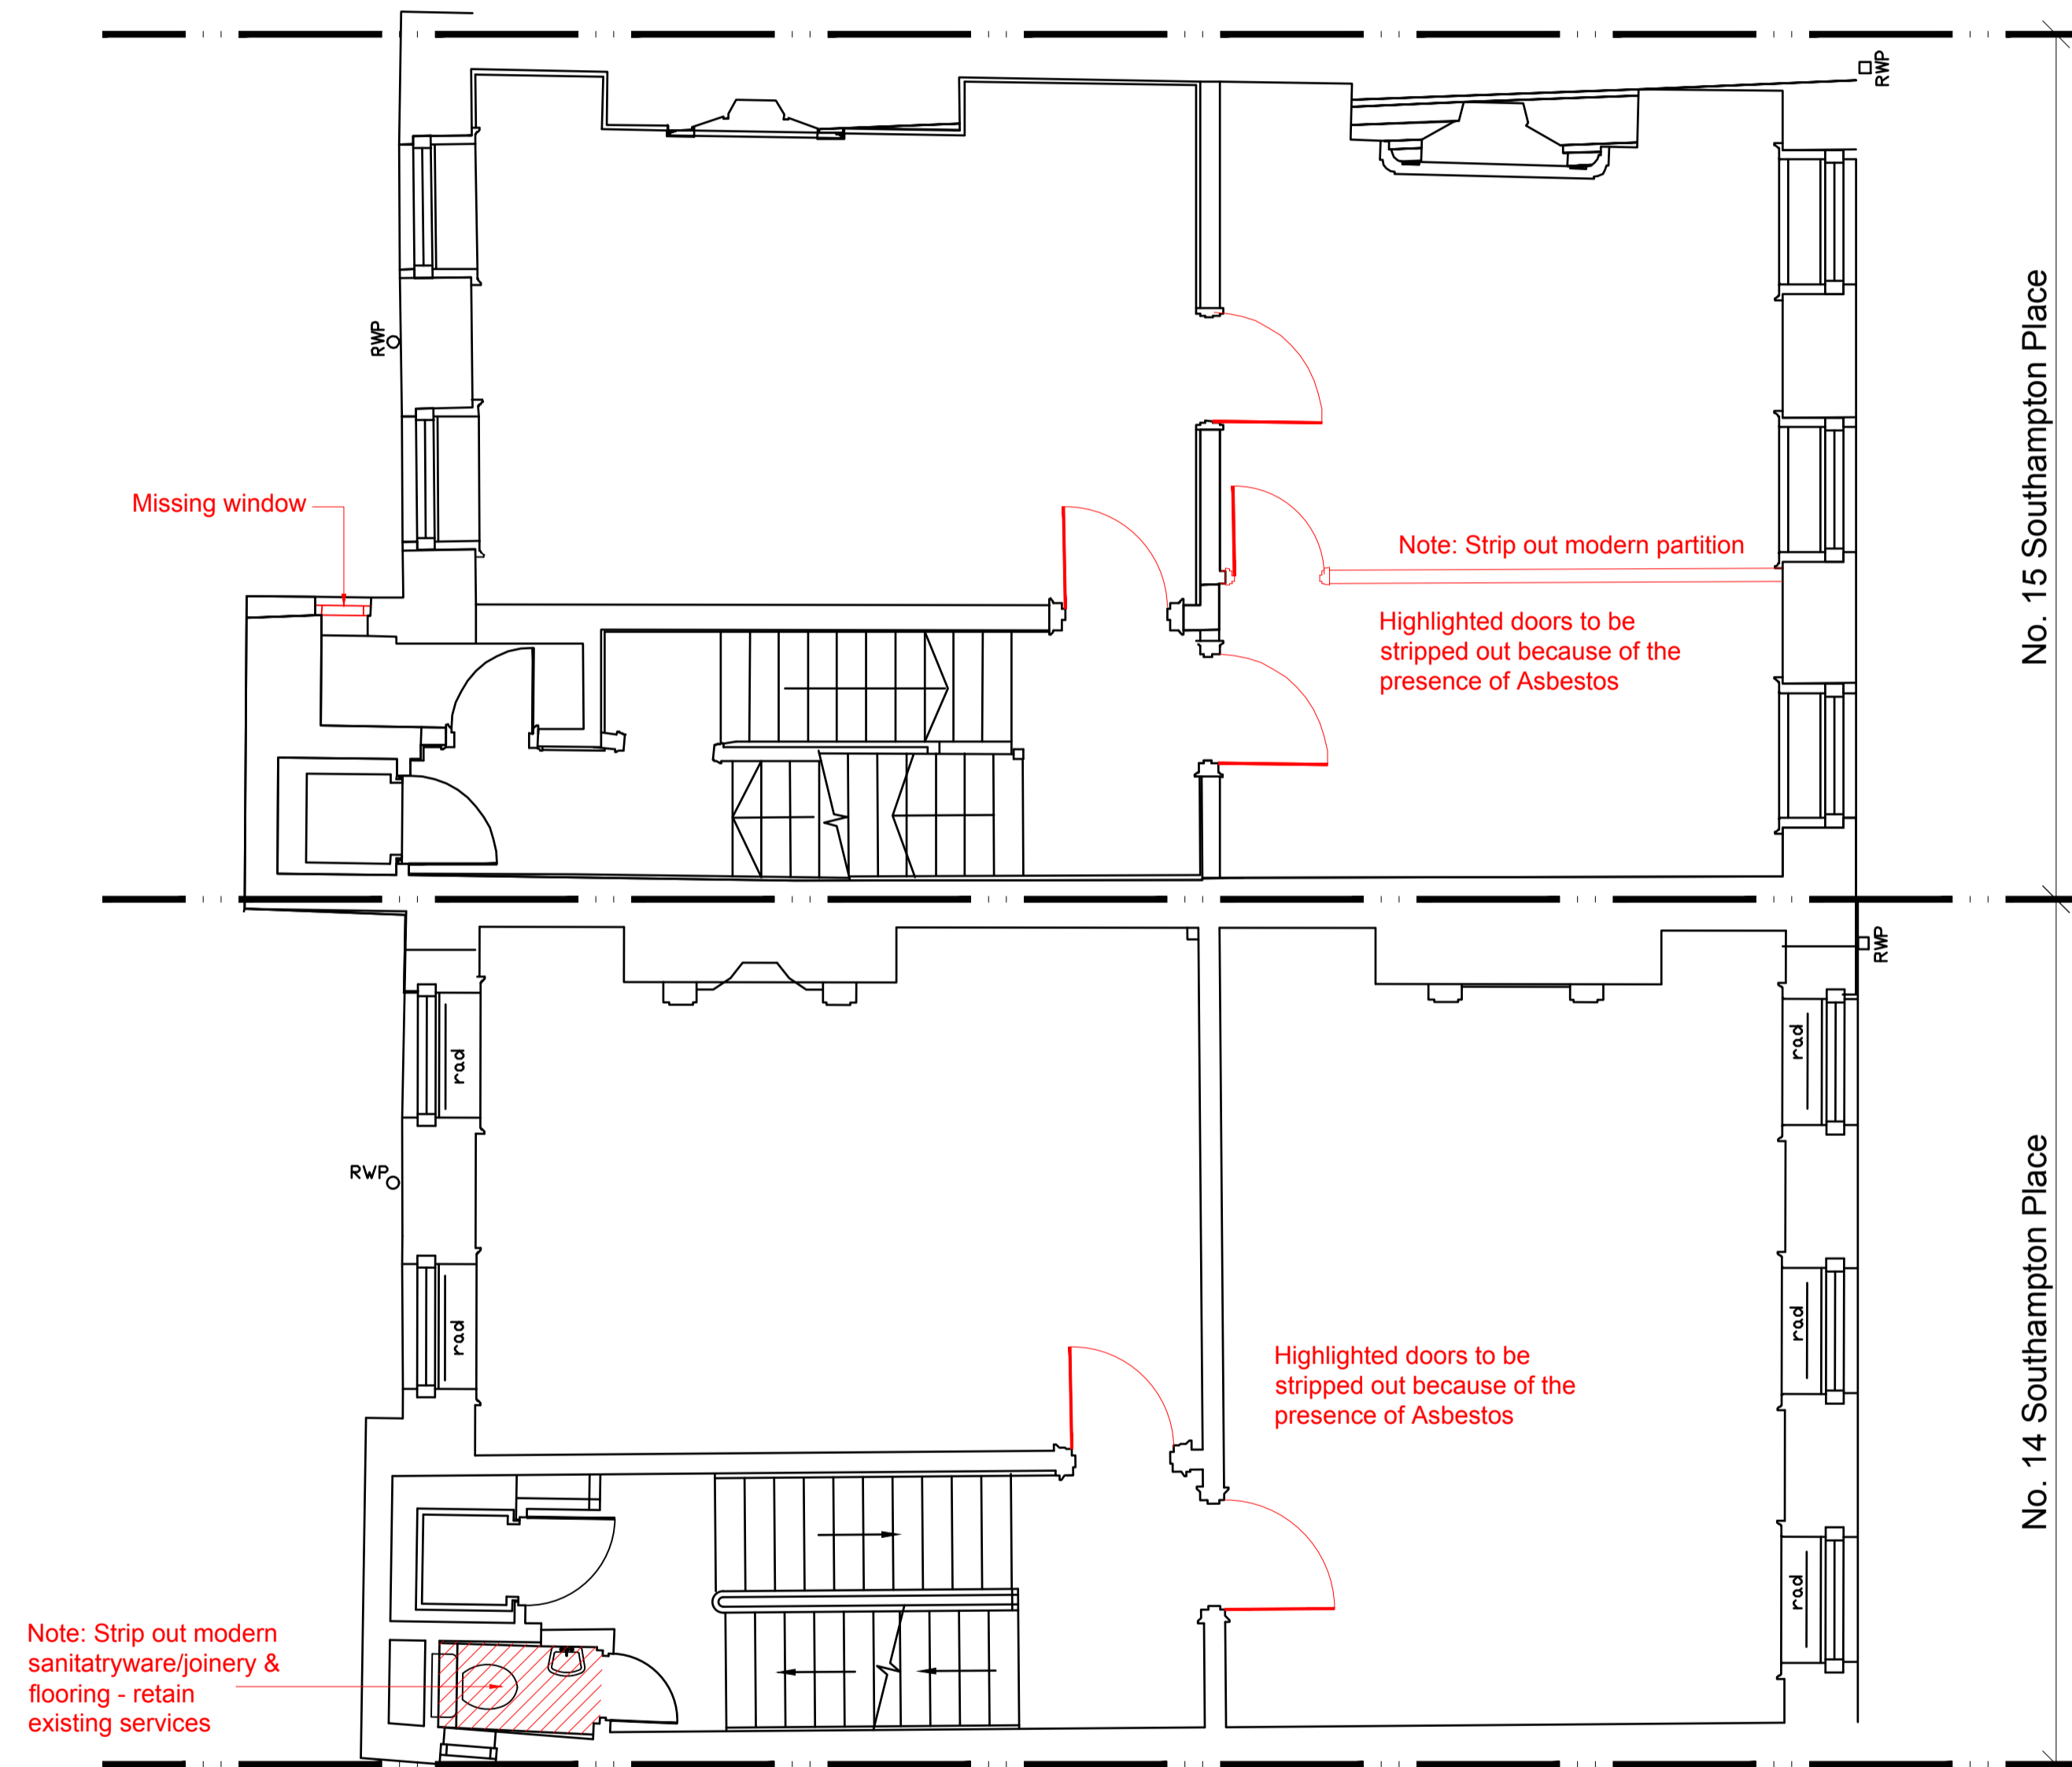 RWP
No. 15 Southampton Place
RWP
Missing window
Note: Strip out modern partition
Highlighted doors to be
stripped out because of the
presence of Asbestos
RWP
rad
rad
RWP
rad
rad
No. 14 Southampton Place
Highlighted doors to be
stripped out because of the
presence of Asbestos
rad
Note: Strip out modern
sanitatryware/joinery &
flooring - retain
existing services